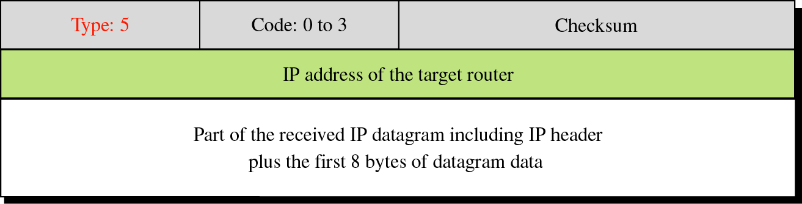 Type: 5
Code: 0 to 3
Checksum
IP address of the target router
Part of the received IP datagram including IP header
plus the first 8 bytes of datagram data